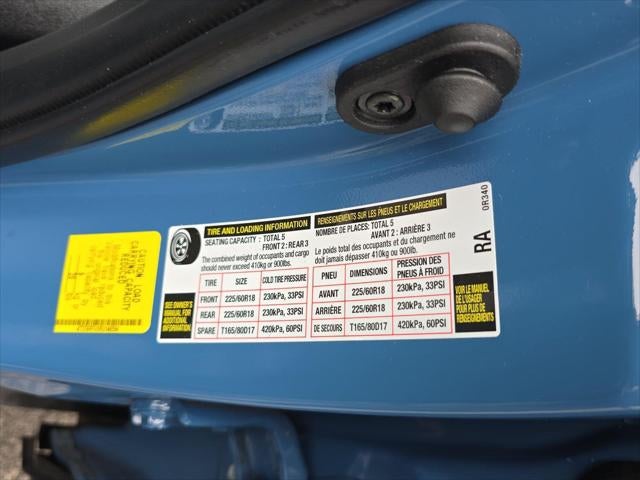 TIRE AND LOADING INFORMATION
SEATING CAPACITY : TOTAL 5
FRONT 2 : REAR 3
The combined weight of occupants and cargo
should never exceed 410kg or 900lbs.
SEE OWNER'S
MANUAL FOR
ADDITIONAL
INFORMATION
TIRE SIZE COLD TIRE PRESSURE
FRONT 225/60R18 230kPa, 33PSI
REAR 225/60R18 230kPa, 33PSI
SPARE T165/80D17 420kPa, 60PSI
RENSEIGNEMENTS SUR LES PNEUS ET LE CHARGEMENT
NOMBRE DE PLACES: TOTAL 5
AVANT 2 : ARRIÈRE 3
Le poids total des occupants et du chargement ne
doit jamais dépasser 410kg ou 900lb.
PNEU DIMENSIONS PRESSION DES
PNEUS À FROID
AVANT 225/60R18 230kPa, 33PSI
ARRIÈRE 225/60R18 230kPa, 33PSI
DE SECOURS T165/80D17 420kPa, 60PSI
VOIR LE MANUEL
DE L'USAGER
POUR PLUS DE
RENSEIGNEMENTS
RA
0R340
CAUTION LOAD
CARRYING CAPACITY
REDUCED